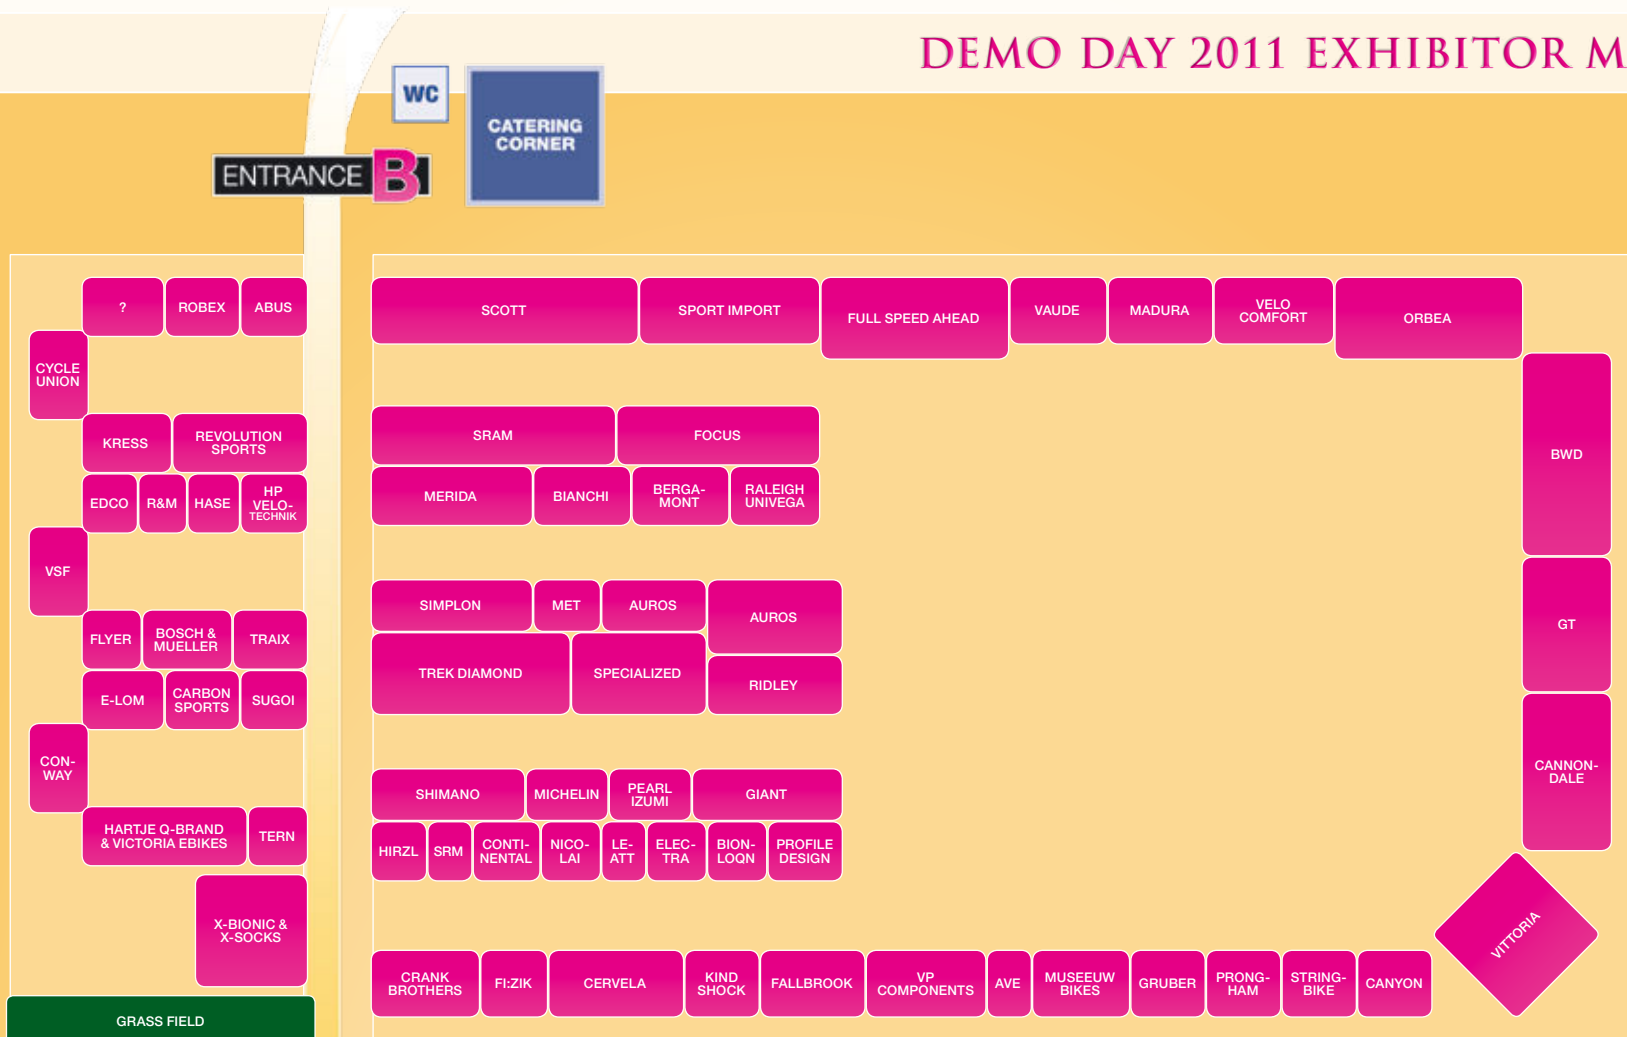 DEMO DAY 2011 EXHIBITOR M
WC
CATERING
CORNER
ENTRANCE B
?
ROBEX
ABUS
SCOTT
SPORT IMPORT
FULL SPEED AHEAD
VAUDE
MADURA
VELO
COMFORT
ORBEA
CYCLE
UNION
BWD
KRESS
REVOLUTION
SPORTS
SRAM
FOCUS
EDCO
R&M
HASE
HP
VELO-
TECHNIK
MERIDA
BIANCHI
BERGA-
MONT
RALEIGH
UNIVEGA
VSF
SIMPLON
MET
AUROS
AUROS
GT
FLYER
BOSCH &
MUELLER
TRAIX
TREK DIAMOND
SPECIALIZED
RIDLEY
E-LOM
CARBON
SPORTS
SUGOI
CON-
WAY
CANNON-
DALE
SHIMANO
MICHELIN
PEARL
IZUMI
GIANT
HARTJE Q-BRAND
& VICTORIA EBIKES
TERN
HIRZL
SRM
CONTI-
NENTAL
NICO-
LAI
LE-
ATT
ELEC-
TRA
BION-
LOQN
PROFILE
DESIGN
X-BIONIC &
X-SOCKS
VITTORIA
CRANK
BROTHERS
FI:ZIK
CERVELA
KIND
SHOCK
FALLBROOK
VP
COMPONENTS
AVE
MUSEEUW
BIKES
GRUBER
PRONG-
HAM
STRING-
BIKE
CANYON
GRASS FIELD